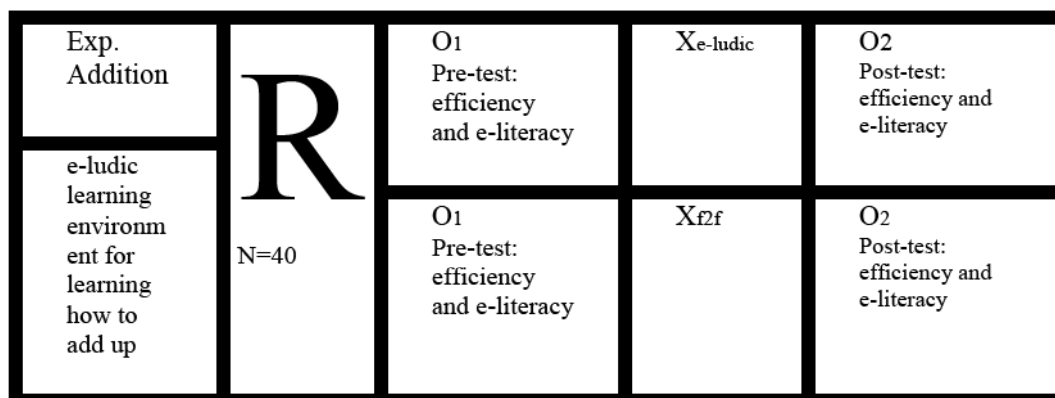 Exp.
Addition
e-ludic
learning
environm
ent for
learning
how to
add up
R
N=40
O1
Pre-test:
efficiency
and e-literacy
Xe-ludic
O2
Post-test:
efficiency and
e-literacy
O1
Pre-test:
efficiency
and e-literacy
Xf2f
O2
Post-test:
efficiency and
e-literacy